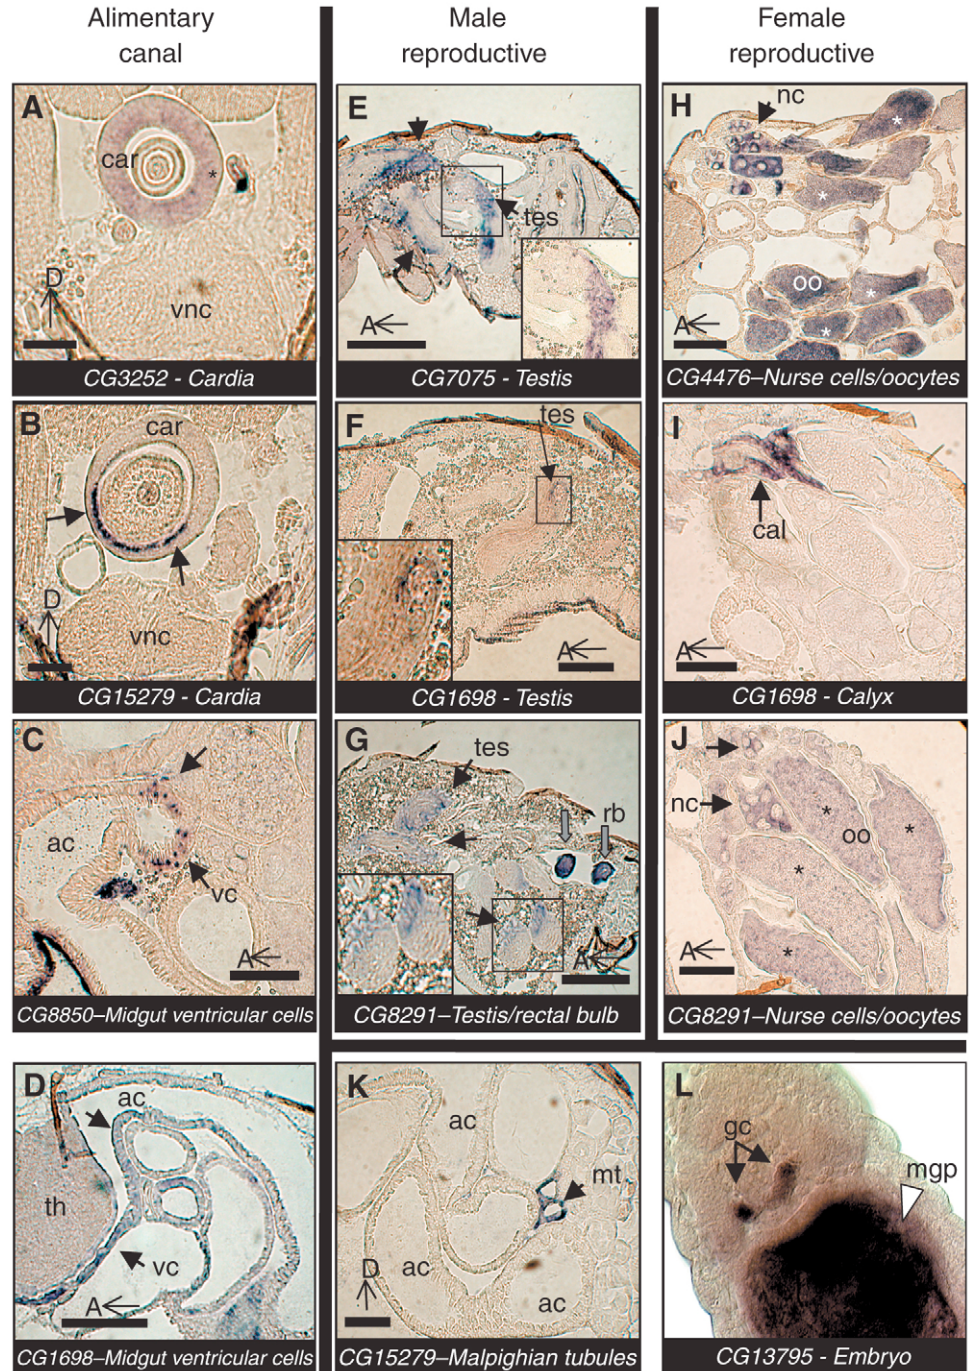 Alimentary
canal
Male
reproductive
Female
reproductive
A
car
*
D
vnc
CG3252 - Cardia
B
car
D
vnc
CG15279 - Cardia
C
ac
vc
A
CG8850–Midgut ventricular cells
D
ac
th
vc
A
CG1698–Midgut ventricular cells
E
tes
A
CG7075 - Testis
F
tes
A
CG1698 - Testis
G
tes
rb
A
CG8291–Testis/rectal bulb
H
nc
*
*
oo
*
*
A
CG4476–Nurse cells/oocytes
I
cal
A
CG1698 - Calyx
J
nc
*
oo
*
*
*
A
CG8291–Nurse cells/oocytes
K
ac
mt
D
ac
ac
CG15279–Malpighian tubules
L
gc
mgp
CG13795 - Embryo